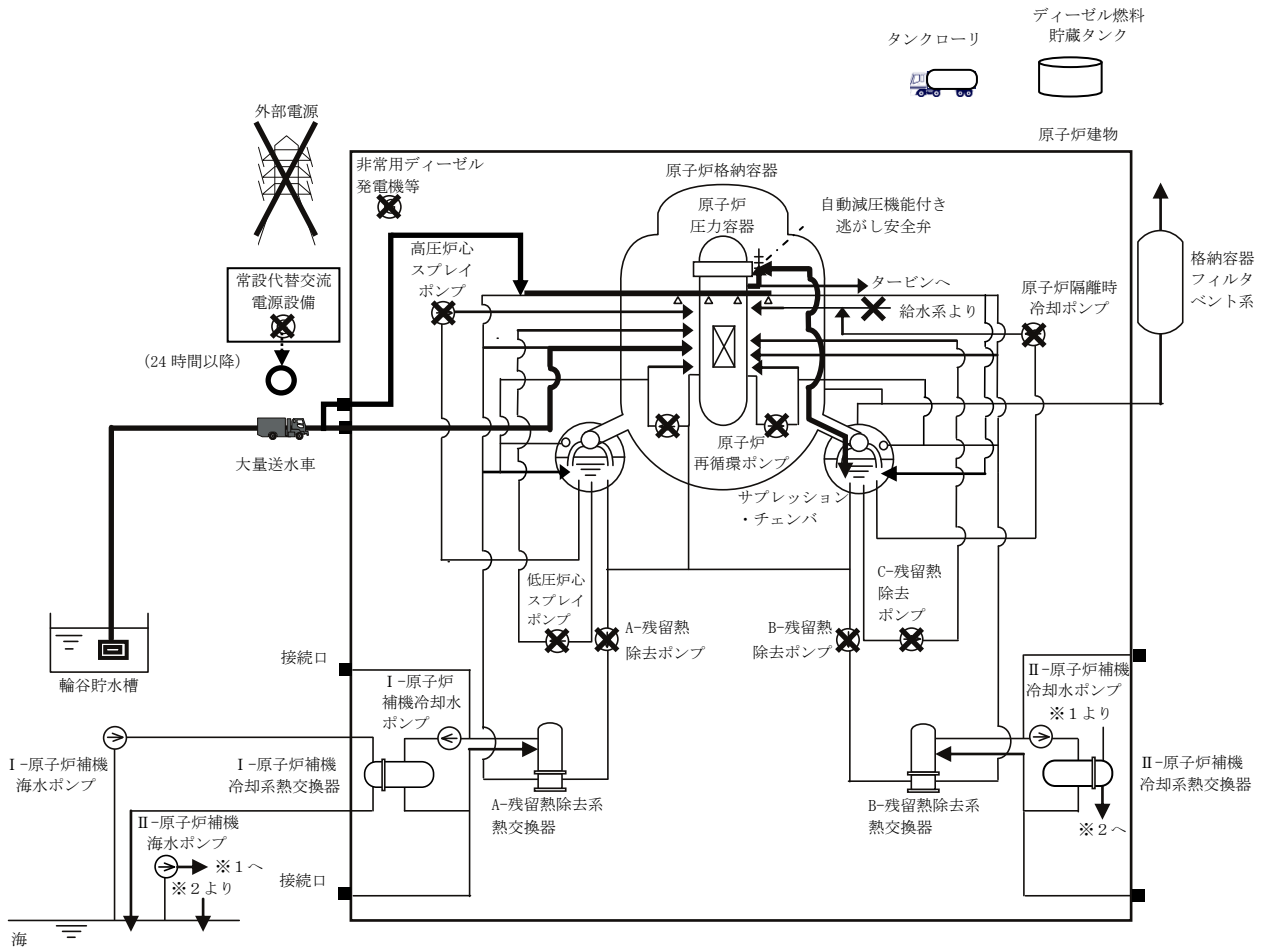 ディーゼル燃料
貯蔵タンク
タンクローリ
外部電源
原子炉建物
非常用ディーゼル
発電機等
原子炉格納容器
原子炉
圧力容器
自動減圧機能付き
逃がし安全弁
高圧炉心
スプレイ
ポンプ
常設代替交流
電源設備
(24時間以降)
タービンへ
給水系より
原子炉隔離時
冷却ポンプ
格納容器
フィルタ
ベント系
大量送水車
原子炉
再循環ポンプ
サプレッション
・チェンバ
低圧炉心
スプレイ
ポンプ
A-残留熱
除去ポンプ
B-残留熱
除去ポンプ
C-残留熱
除去
ポンプ
輪谷貯水槽
接続口
Ⅰ-原子炉
補機冷却水
ポンプ
Ⅱ-原子炉補機
冷却水ポンプ
※1より
Ⅰ-原子炉補機
海水ポンプ
Ⅰ-原子炉補機
冷却系熱交換器
Ⅱ-原子炉補機
冷却系熱交換器
A-残留熱除去系
熱交換器
B-残留熱除去系
熱交換器
※2へ
Ⅱ-原子炉補機
海水ポンプ
※1へ
※2より
接続口
海